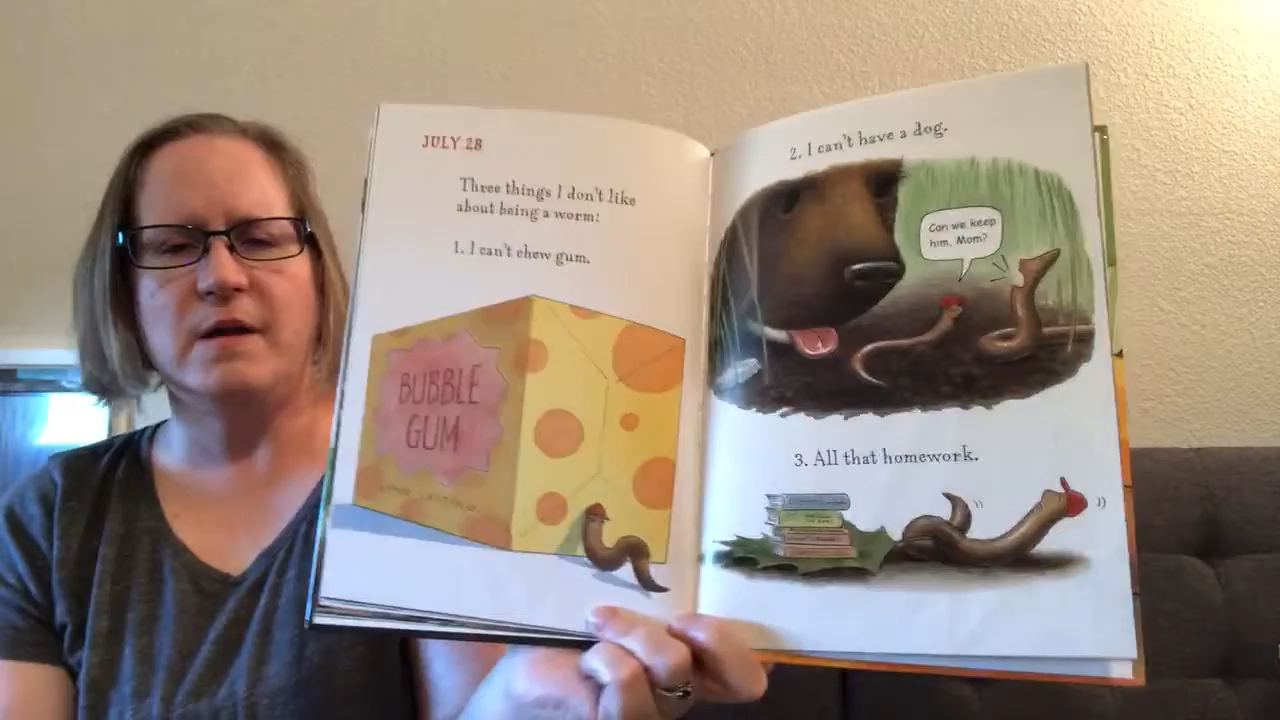 JULY 28
Three things I don't like
about being a worm:
1. I can't chew gum.
BUBBLE
GUM
2. I can't have a dog.
Can we keep
him, Mom?
3. All that homework.